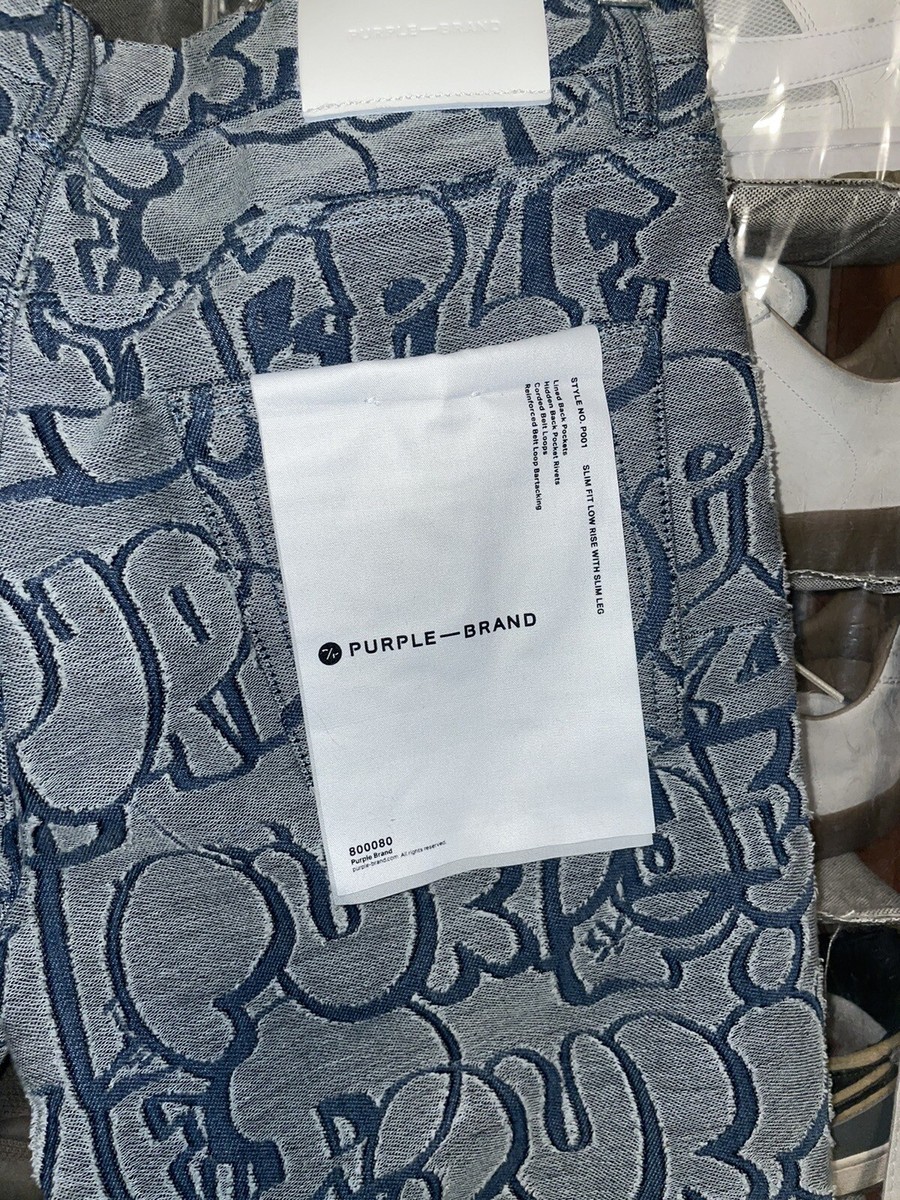 PURPLE—BRAND
STYLE NO. P001 SLIM FIT LOW RISE WITH SLIM LEG
Lined Back Pockets
Hidden Back Pocket Rivets
Corded Belt Loops
Reinforced Belt Loop Bartacking
PURPLE—BRAND
800080
Purple Brand
purple-brand.com All rights reserved.